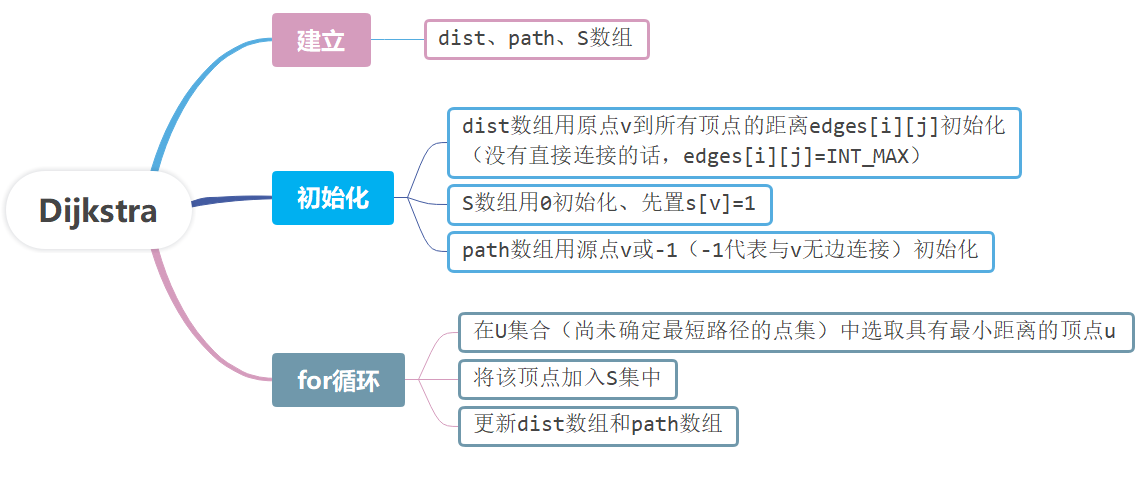 Dijkstra
建立
dist、path、S数组
初始化
dist数组用原点v到所有顶点的距离edges[i][j]初始化
（没有直接连接的话，edges[i][j]=INT_MAX）
S数组用0初始化、先置s[v]=1
path数组用源点v或-1（-1代表与v无边连接）初始化
for循环
在U集合（尚未确定最短路径的点集）中选取具有最小距离的顶点u
将该顶点加入S集中
更新dist数组和path数组